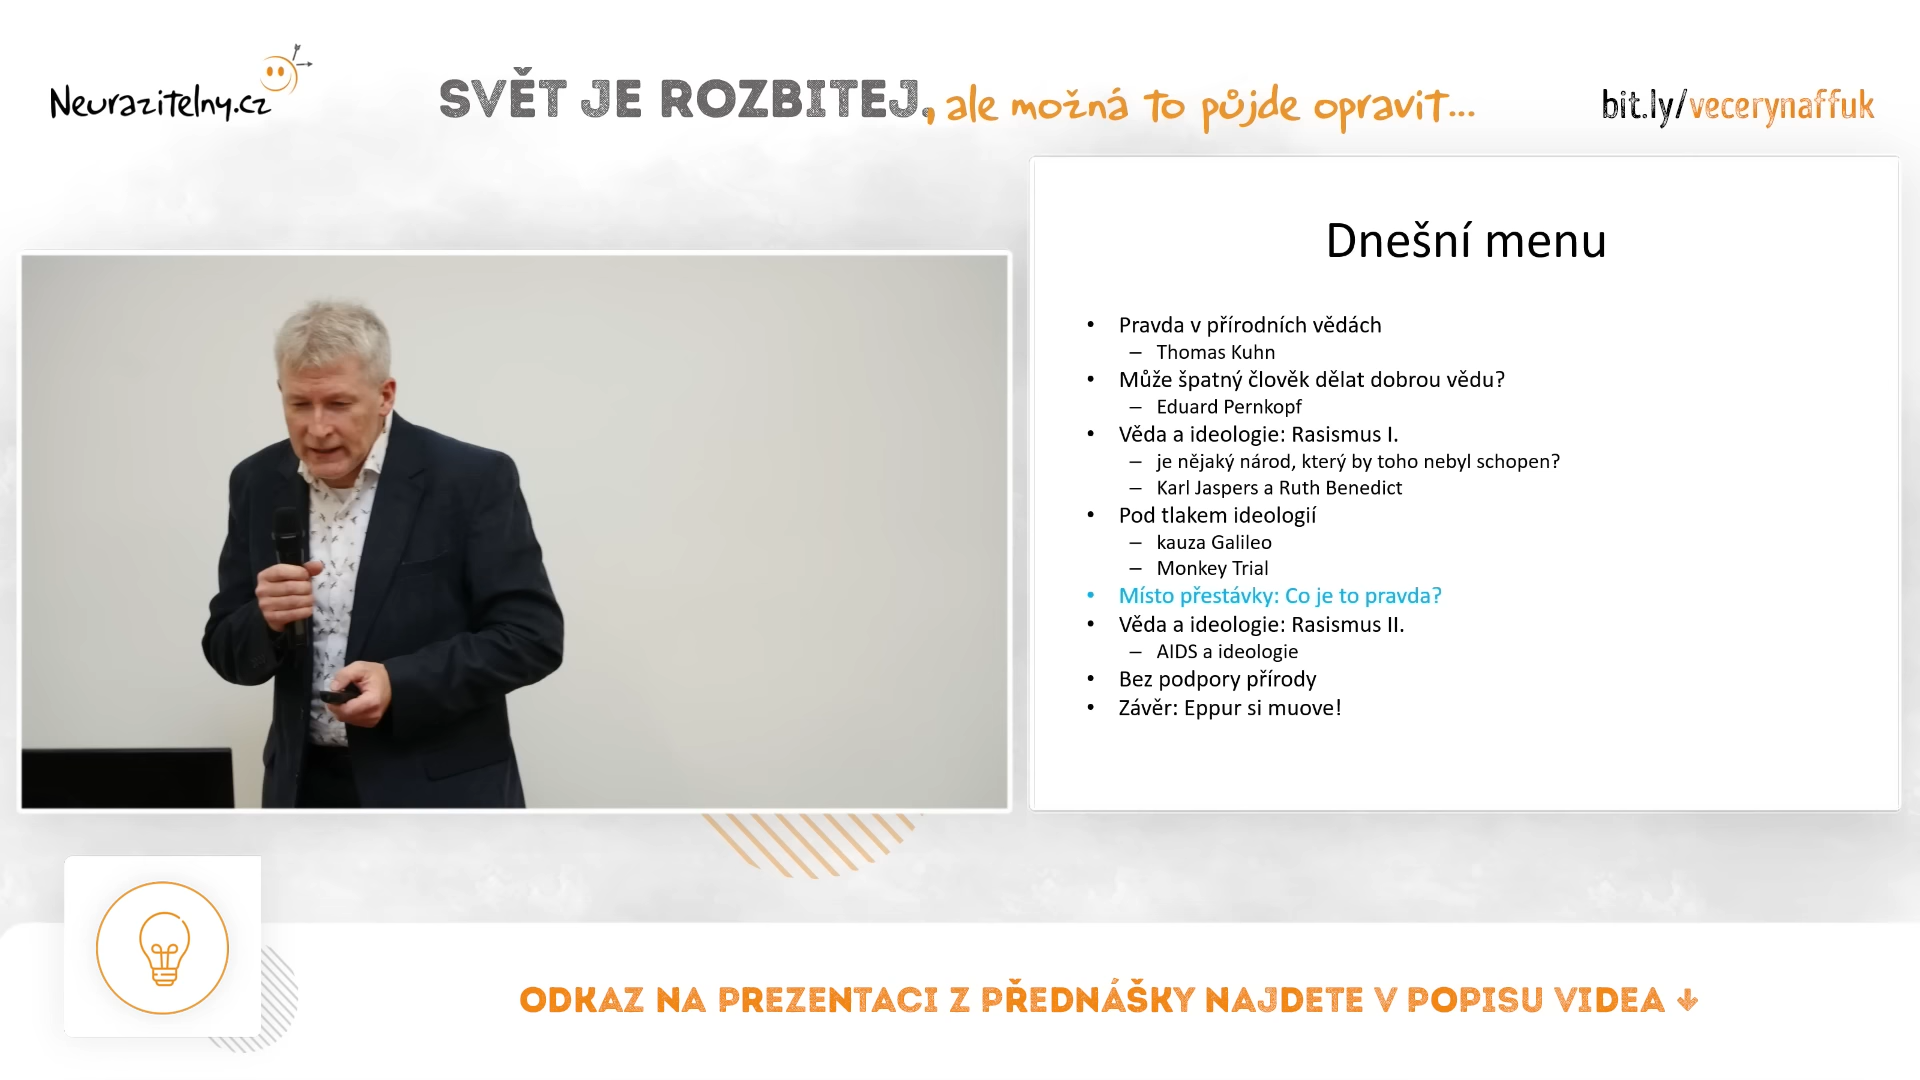 Neurazitelny.cz
SVĚT JE ROZBITEJ, ale možná to půjde opravit...
bit.ly/vecerynaffuk
Dnešní menu
• Pravda v přírodních vědách
– Thomas Kuhn
• Může špatný člověk dělat dobrou vědu?
– Eduard Pernkopf
• Věda a ideologie: Rasismus I.
– je nějaký národ, který by toho nebyl schopen?
– Karl Jaspers a Ruth Benedict
• Pod tlakem ideologií
– kauza Galileo
– Monkey Trial
• Místo přestávky: Co je to pravda?
• Věda a ideologie: Rasismus II.
– AIDS a ideologie
• Bez podpory přírody
• Závěr: Eppur si muove!
ODKAZ NA PREZENTACI Z PŘEDNÁŠKY NAJDETE V POPISU VIDEA ↓